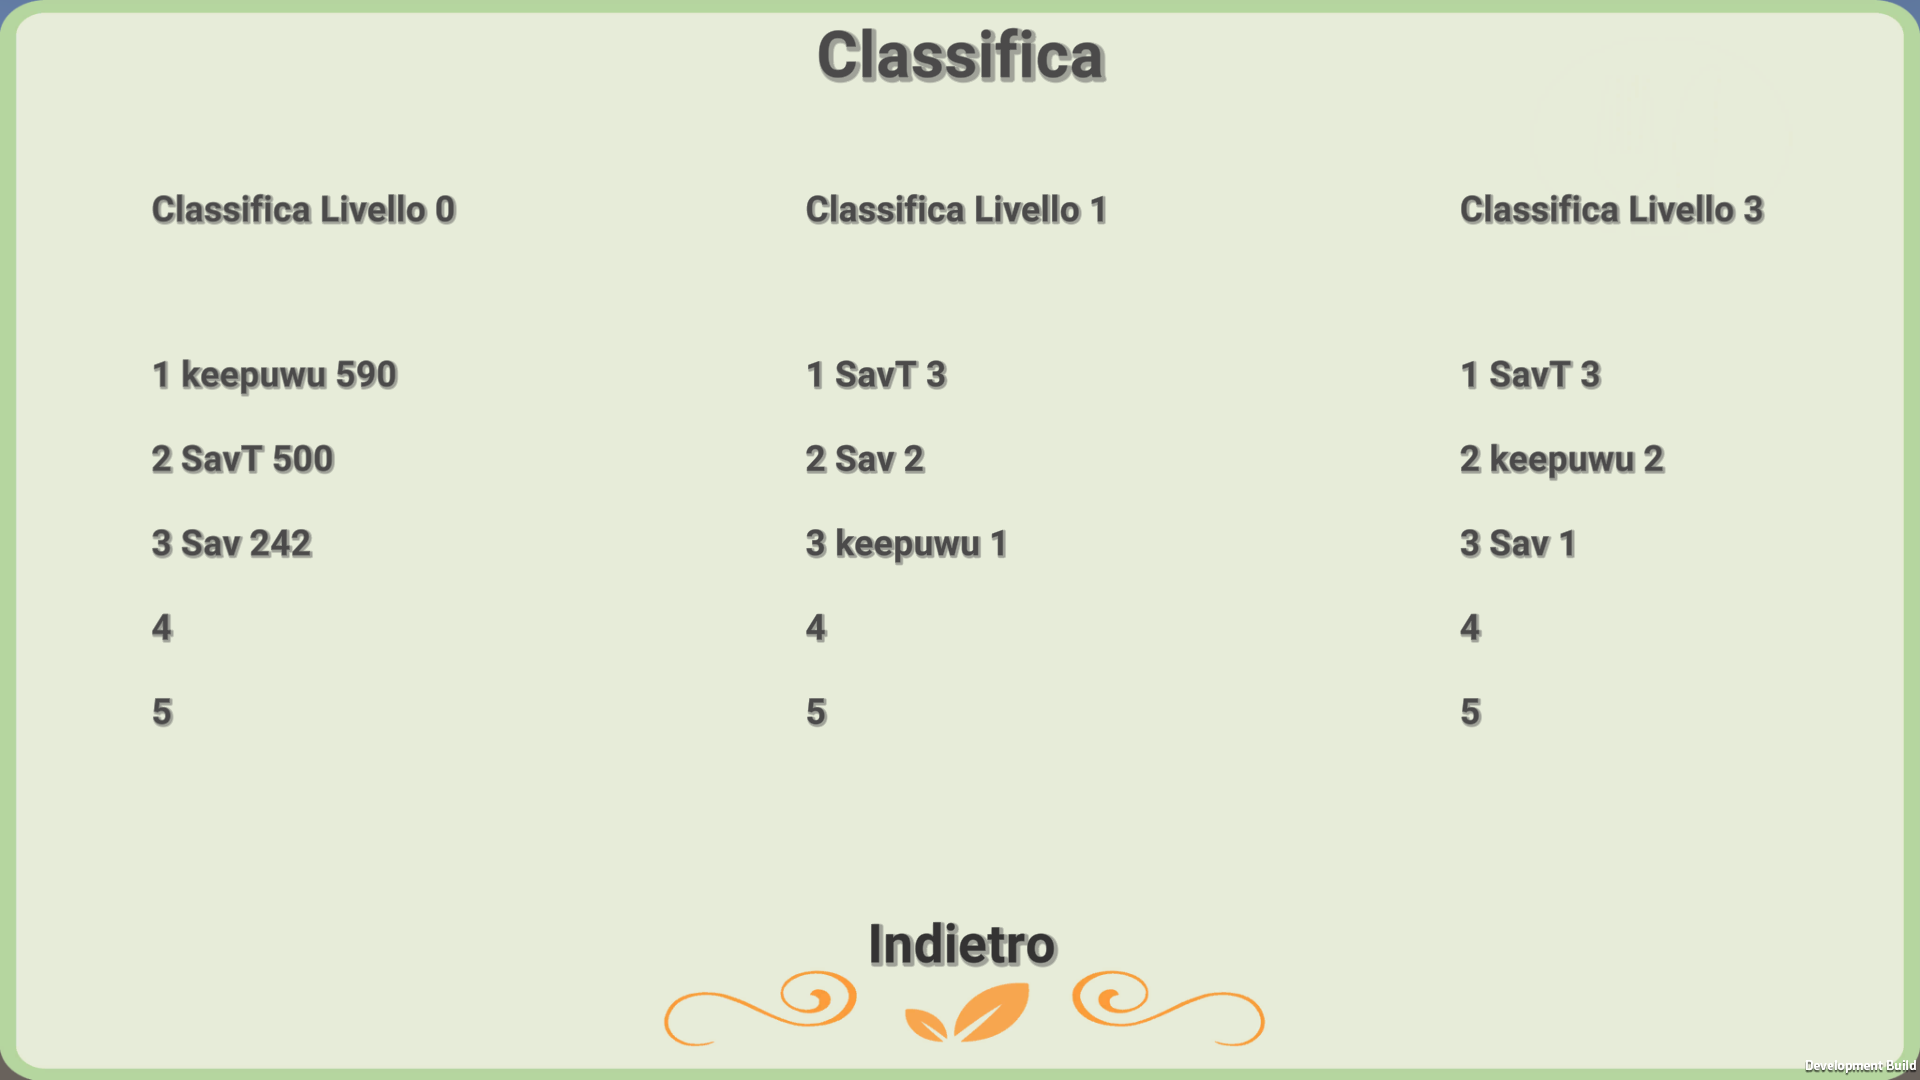 Classifica
Classifica Livello 0
1 keepuwu 590
2 SavT 500
3 Sav 242
4
5
Classifica Livello 1
1 SavT 3
2 Sav 2
3 keepuwu 1
4
5
Classifica Livello 3
1 SavT 3
2 keepuwu 2
3 Sav 1
4
5
Indietro
Development Build